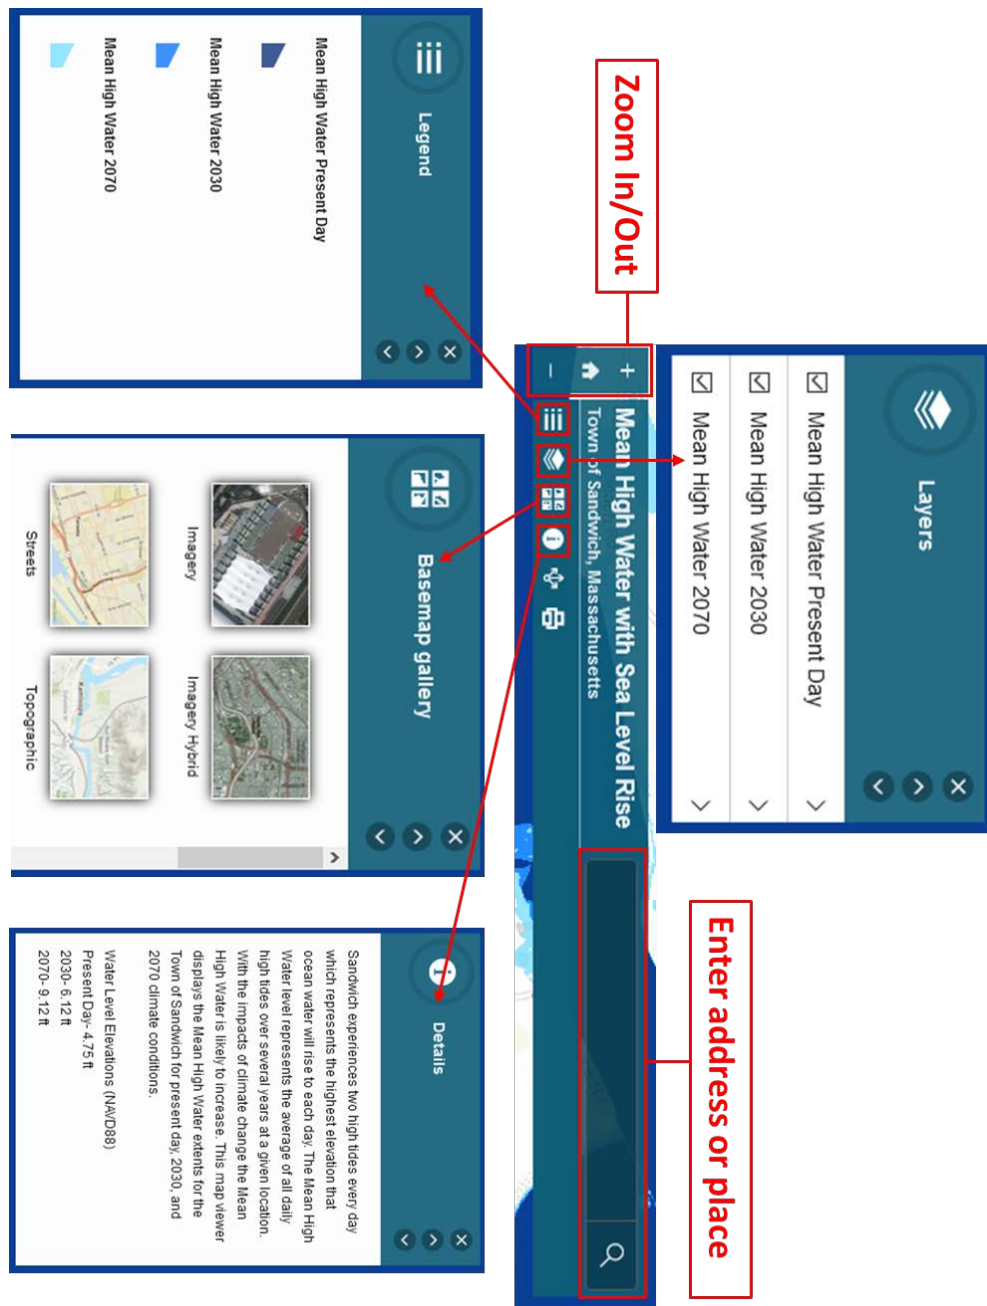 Layers
Mean High Water Present Day
Mean High Water 2030
Mean High Water 2070
Enter address or place
Zoom In/Out
Mean High Water with Sea Level Rise
Town of Sandwich, Massachusetts
Legend
Mean High Water Present Day
Mean High Water 2030
Mean High Water 2070
Basemap gallery
Imagery
Imagery Hybrid
Streets
Topographic
Details
Sandwich experiences two high tides every day
which represents the highest elevation that
ocean water will rise to each day. The Mean High
Water level represents the average of all daily
high tides over several years at a given location.
With the impacts of climate change the Mean
High Water is likely to increase. This map viewer
displays the Mean High Water extents for the
Town of Sandwich for present day, 2030, and
2070 climate conditions.
Water Level Elevations (NAVD88)
Present Day- 4.75 ft
2030- 6.12 ft
2070- 9.12 ft